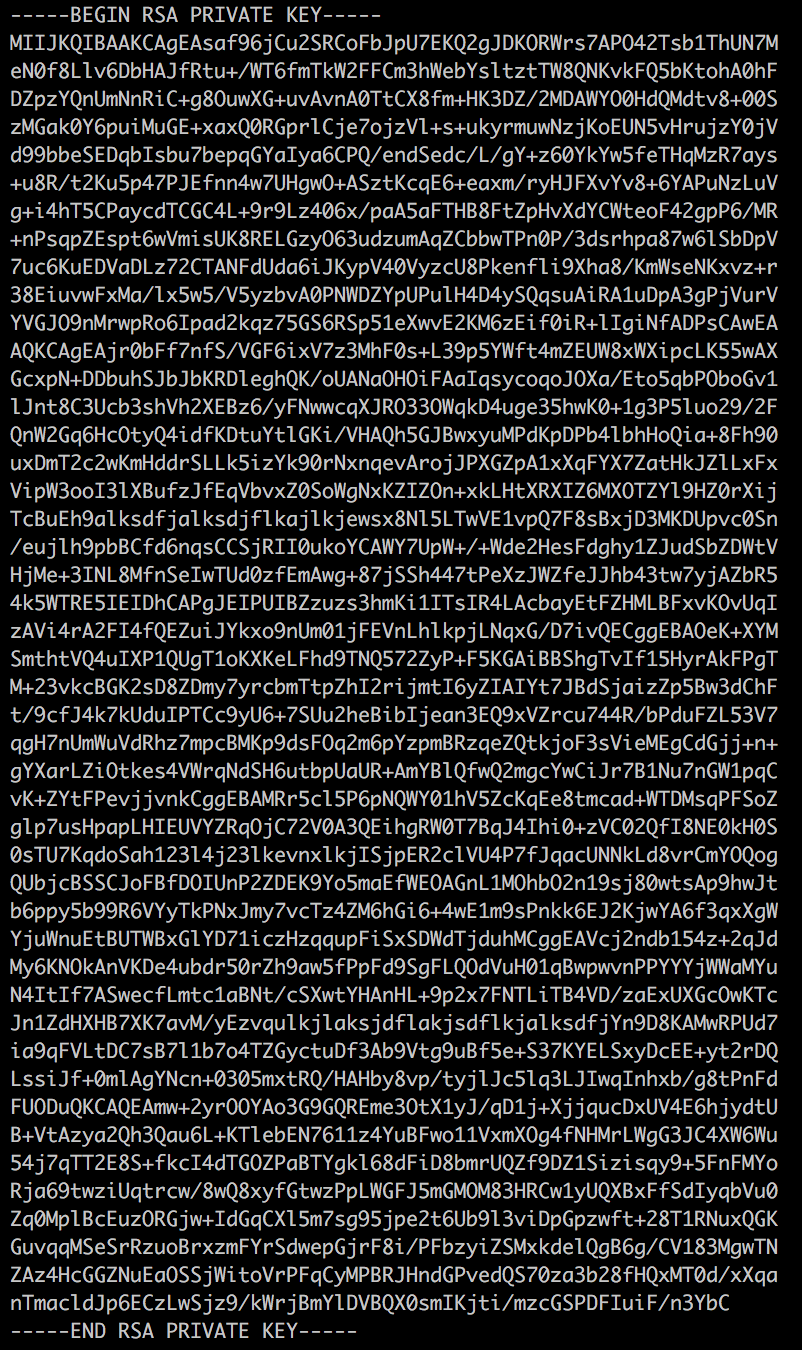 -----BEGIN RSA PRIVATE KEY-----
MIIJKQIBAAKCAgEAsaf96jCu2SRCoFbJpU7EKQ2gJDKORWrs7APO42Tsb1ThUN7M
eN0f8Llv6DbHAJfRtu+/WT6fmTkW2FFCm3hWebYsltztTW8QNKvkFQ5bKtohA0hF
DZpzYQnUmNnRiC+g8OuwXG+uvAvnA0TtCX8fm+HK3DZ/2MDAWYO0HdQMdtv8+00S
zMGak0Y6puiMuGE+xaxQ0RGprlCje7ojzVl+s+ukyrmuwNzjKoEUN5vHrujzY0jV
d99bbeSEDqbIsbu7bepqGYaIya6CPQ/endSedc/L/gY+z60YkYw5feTHqMzR7ays
+u8R/t2Ku5p47PJEfnn4w7UHgwO+ASztKcqE6+eaxm/ryHJFXvYv8+6YAPuNzLuV
g+i4hT5CPaycdTCGC4L+9r9Lz406x/paA5aFTHB8FtZpHvXdYCWteoF42gpP6/MR
+nPsqpZEspt6wVmisUK8RELGzyO63udzumAqZCbbwTPn0P/3dsrhpa87w6lSbDpV
7uc6KuEDVaDLz72CTANFdUda6iJKypV40VyzcU8Pkenfli9Xha8/KmWseNKxvz+r
38EiuvwFxMa/lx5w5/V5yzbvA0PNWDZYpUPulH4D4ySQqsuAiRA1uDpA3gPjVurV
YVGJO9nMrwpRo6Ipad2kqz75GS6RSp51eXwvE2KM6zEif0iR+lIgiNfADPsCAwEA
AQKCAgEAjr0bFf7nfS/VGF6ixV7z3MhF0s+L39p5YWft4mZEUW8xWXipcLK55wAX
GcxpN+DDbuhSJbJbKRDleghQK/oUANaOHOiFAaIqsycoqoJOXa/Eto5qbPOboGv1
lJnt8C3Ucb3shVh2XEBz6/yFNwwcqXJRO33OWqkD4uge35hwK0+1g3P5luo29/2F
QnW2Gq6HcOtyQ4idfKDtuYtlGKi/VHAQh5GJBwxyuMPdKpDPb4lbhHoQia+8Fh90
uxDmT2c2wKmHddrSLLk5izYk90rNxnqevArojJPXGZpA1xXqFYX7ZatHkJZlLxFx
VipW3ooI3lXBufzJfEqVbvxZ0SoWgNxKZIZOn+xkLHtXRXIZ6MXOTZYl9HZ0rXij
TcBuEh9alksdfjalksdjflkajlkjewsx8Nl5LTwVE1vpQ7F8sBxjD3MKDUpvc0Sn
/eujlh9pbBCfd6nqsCCSjRII0ukoYCAWY7UpW+/+Wde2HesFdghy1ZJudSbZDWtV
HjMe+3INL8MfnSeIwTUd0zfEmAwg+87jSSh447tPeXzJWZfeJJhb43tw7yjAZbR5
4k5WTRE5IEIDhCAPgJEIPUIBZzuzs3hmKi1ITsIR4LAcbayEtFZHMLBFxvKOvUqI
zAVi4rA2FI4fQEZuiJYkxo9nUm01jFEVnLhlkpjLNqxG/D7ivQECggEBAOeK+XYM
SmthtVQ4uIXP1QUgT1oKXKeLFhd9TNQ572ZyP+F5KGAiBBShgTvIf15HyrAkFPgT
M+23vkcBGK2sD8ZDmy7yrcbmTtpZhI2rijmtI6yZIAIYt7JBdSjaizZp5Bw3dChF
t/9cfJ4k7kUduIPTCc9yU6+7SUu2heBibIjean3EQ9xVZrcu744R/bPduFZL53V7
qgH7nUmWuVdRhz7mpcBMKp9dsFOq2m6pYzpmBRzqeZQtkjoF3sVieMEgCdGjj+n+
gYXarLZiOtkes4VWrqNdSH6utbpUaUR+AmYBlQfwQ2mgcYwCiJr7B1Nu7nGW1pqC
vK+ZYtFPevjjvnkCggEBAMRr5cl5P6pNQWY01hV5ZcKqEe8tmcad+WTDMsqPFSoZ
glp7usHpapLHIEUVYZRqOjC72V0A3QEihgRW0T7BqJ4Ihi0+zVC02QfI8NE0kH0S
0sTU7KqdoSah123l4j23lkevnxlkjISjpER2clVU4P7fJqacUNNkLd8vrCmYOQog
QUbjcBSSCJoFBfDOIUnP2ZDEK9Yo5maEfWEOAGnL1MOhbO2n19sj80wtsAp9hwJt
b6ppy5b99R6VYyTkPNxJmy7vcTz4ZM6hGi6+4wE1m9sPnkk6EJ2KjwYA6f3qxXgW
YjuWnuEtBUTWBxGlYD71iczHzqqupFiSxSDWdTjduhMCggEAVcj2ndb154z+2qJd
My6KNOkAnVKDe4ubdr50rZh9aw5fPpFd9SgFLQOdVuH01qBwpwvnPPYYYjWWaMYu
N4ItIf7ASwecfLmtc1aBNt/cSXwtYHAnHL+9p2x7FNTLiTB4VD/zaExUXGcOwKTc
Jn1ZdHXHB7XK7avM/yEzvqulkjlaksjdflakjsdflkjalksdfjYn9D8KAMwRPUd7
ia9qFVLtDC7sB7l1b7o4TZGyctuDf3Ab9Vtg9uBf5e+S37KYELSxyDcEE+yt2rDQ
LssiJf+0mlAgYNcn+0305mxtRQ/HAHby8vp/tyjlJc5lq3LJIwqInhxb/g8tPnFd
FUODuQKCAQEAmw+2yrOOYAo3G9GQREme3OtX1yJ/qD1j+XjjqucDxUV4E6hjydtU
B+VtAzya2Qh3Qau6L+KTlebEN7611z4YuBFwo11VxmXOg4fNHMrLWgG3JC4XW6Wu
54j7qTT2E8S+fkcI4dTGOZPaBTYgkl68dFiD8bmrUQZf9DZ1Sizisqy9+5FnFMYo
Rja69twziUqtrcw/8wQ8xyfGtwzPpLWGFJ5mGMOM83HRCw1yUQXBxFfSdIyqbVu0
Zq0MplBcEuzORGjw+IdGqCXl5m7sg95jpe2t6Ub9l3viDpGpzwft+28T1RNuxQGK
GuvqqMSeSrRzuoBrxzmFYrSdwepGjrF8i/PFbzyiZSMxkdelQgB6g/CV183MgwTN
ZAz4HcGGZNuEaOSSjWitoVrPFqCyMPBRJHndGPvedQS70za3b28fHQxMT0d/xXqa
nTmacldJp6ECzLwSjz9/kWrjBmYlDVBQX0smIKjti/mzcGSPDFIuiF/n3YbC
-----END RSA PRIVATE KEY-----